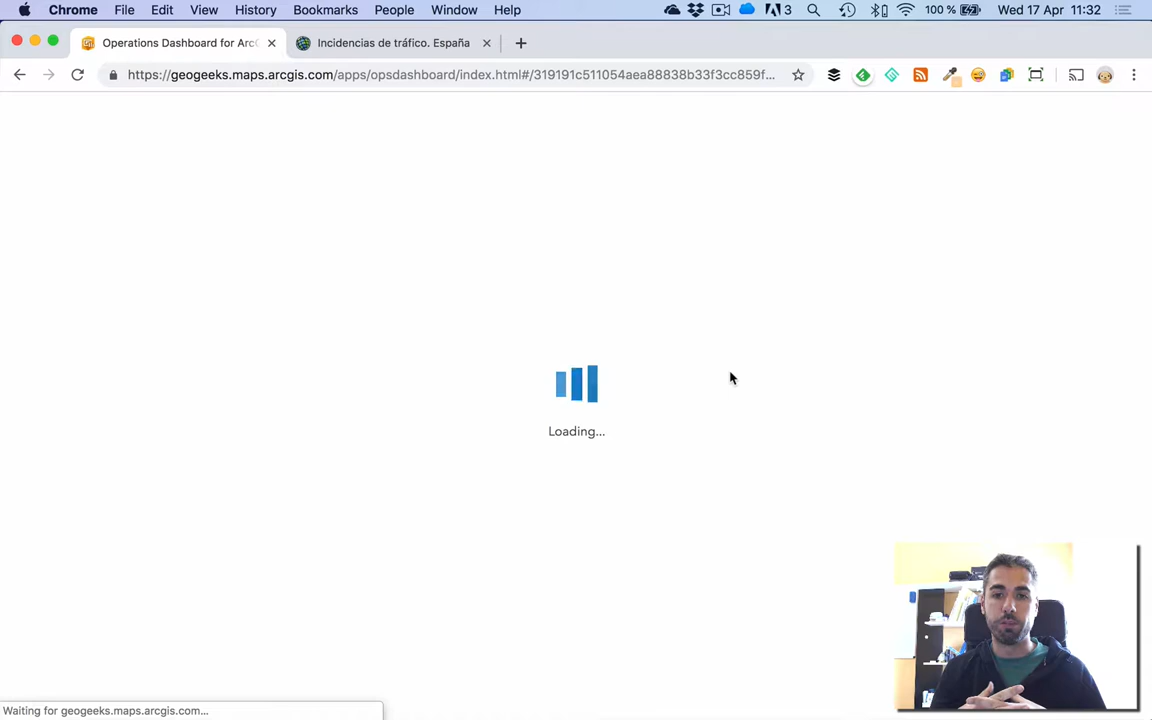 Chrome File Edit View History Bookmarks People Window Help 3 100 % Wed 17 Apr 11:32
Operations Dashboard for ArcG Incidencias de tráfico. España
https://geogeeks.maps.arcgis.com/apps/opsdashboard/index.html#/319191c511054aea88838b33f3cc859f...
Loading...
Waiting for geogeeks.maps.arcgis.com...